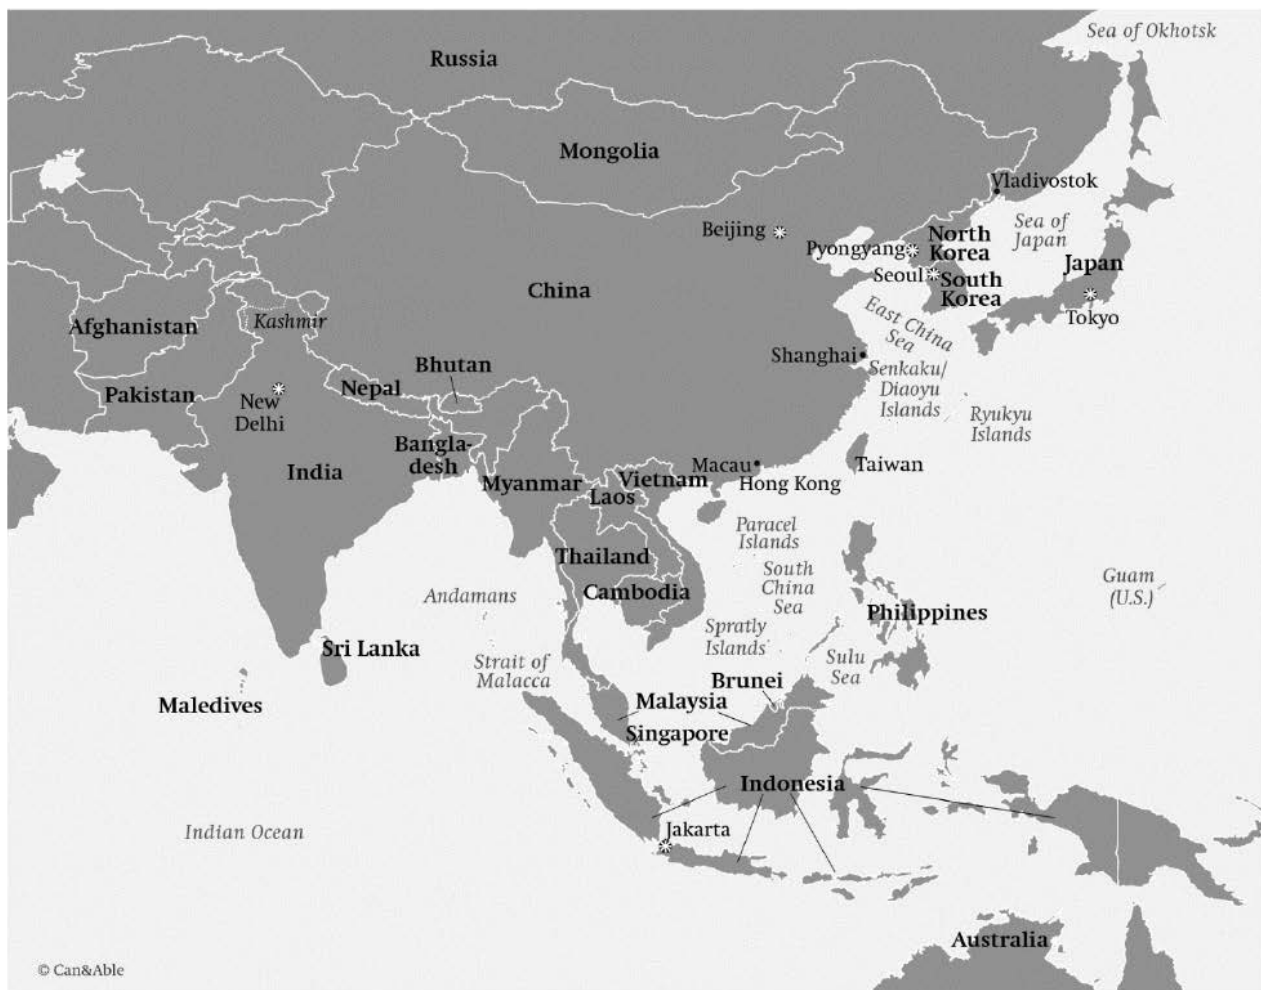 Sea of Okhotsk
Russia
Mongolia
Vladivostok
Sea of
Japan
Beijing
North
Korea
Pyongyang
Japan
Seoul
South
Korea
China
Tokyo
Kashmir
Afghanistan
East China
Sea
Shanghai
Senkaku/
Diaoyu
Islands
Bhutan
Nepal
Pakistan
New
Delhi
Ryukyu
Islands
Bangla-
desh
India
Macau
Hong Kong
Taiwan
Vietnam
Myanmar
Laos
Paracel
Islands
Thailand
South
China
Sea
Cambodia
Guam
(U.S.)
Andamans
Philippines
Spratly
Islands
Sri Lanka
Strait of
Malacca
Sulu
Sea
Brunei
Maledives
Malaysia
Singapore
Indonesia
Jakarta
Indian Ocean
Australia
© Can&Able